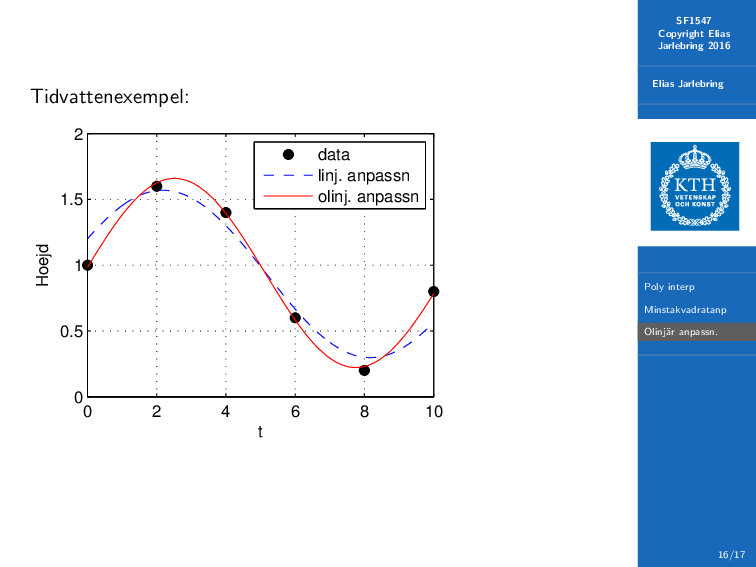 Tidvattenexempel:
2
1.5
1
0.5
0
Hoejd
data
linj. anpassn
olinj. anpassn
0 2 4 6 8 10
t
SF1547
Copyright Elias
Jarlebring 2016
Elias Jarlebring
KTH
VETENSKAP
OCH KONST
Poly interp
Minstakvadratanp
Olinjär anpassn.
16/17